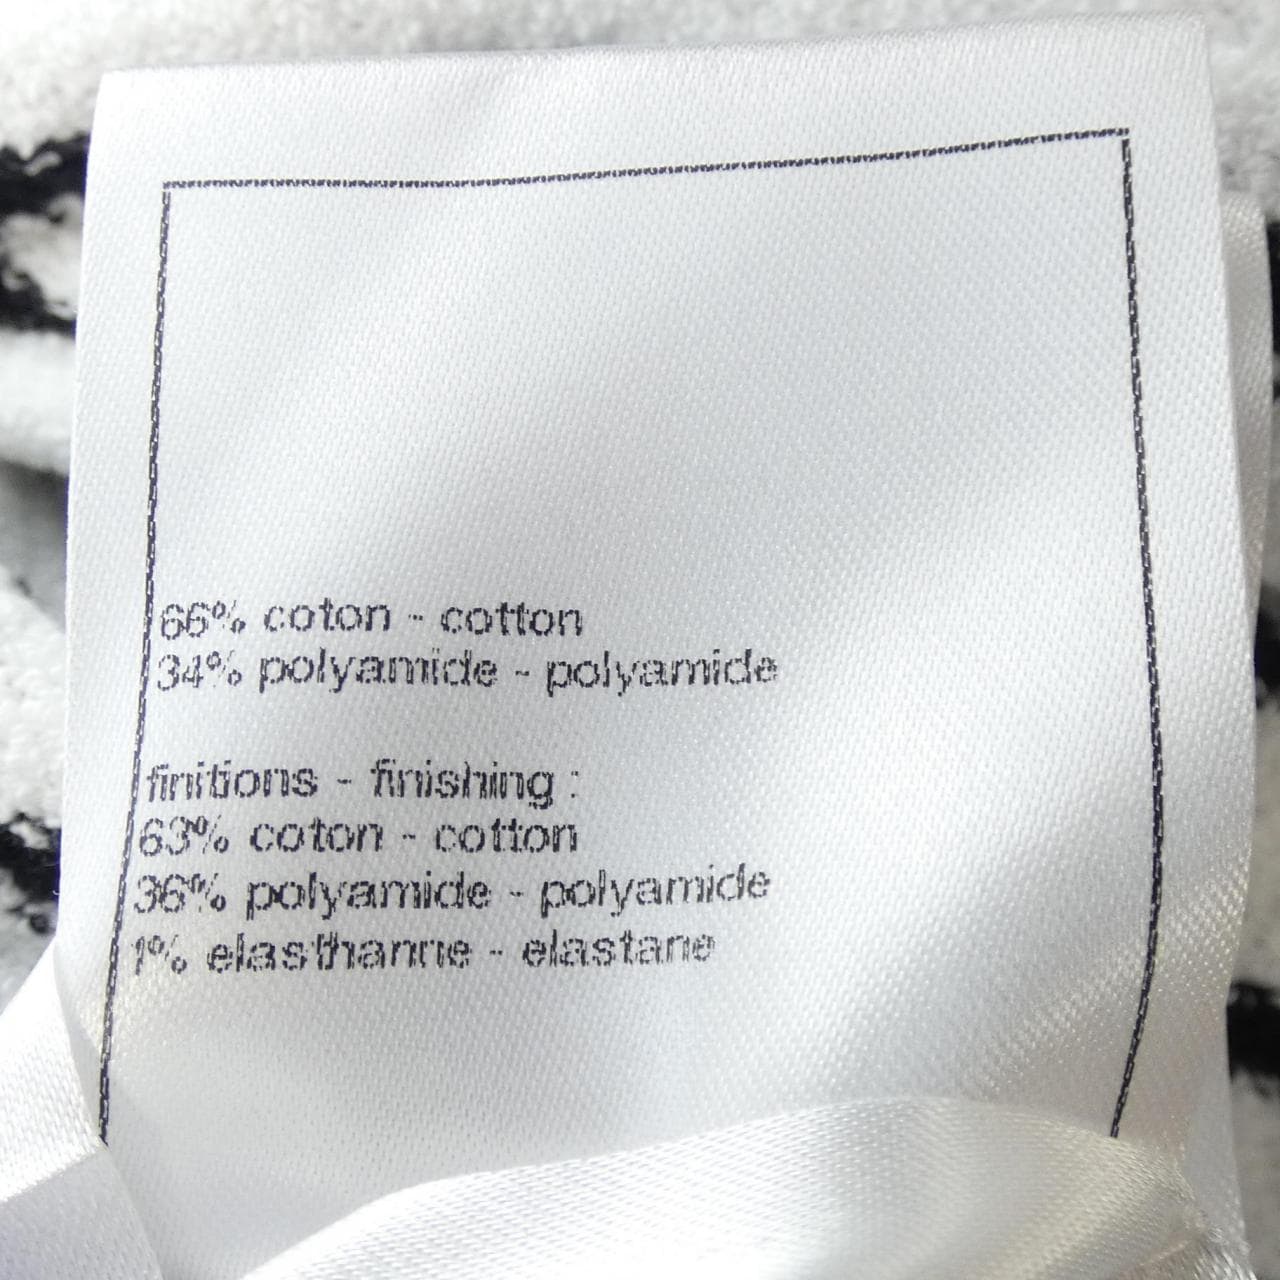 66% coton - cotton
34% polyamide - polyamide
finitions - finishing :
63% coton - cotton
36% polyamide - polyamide
1% elasthanne - elastane